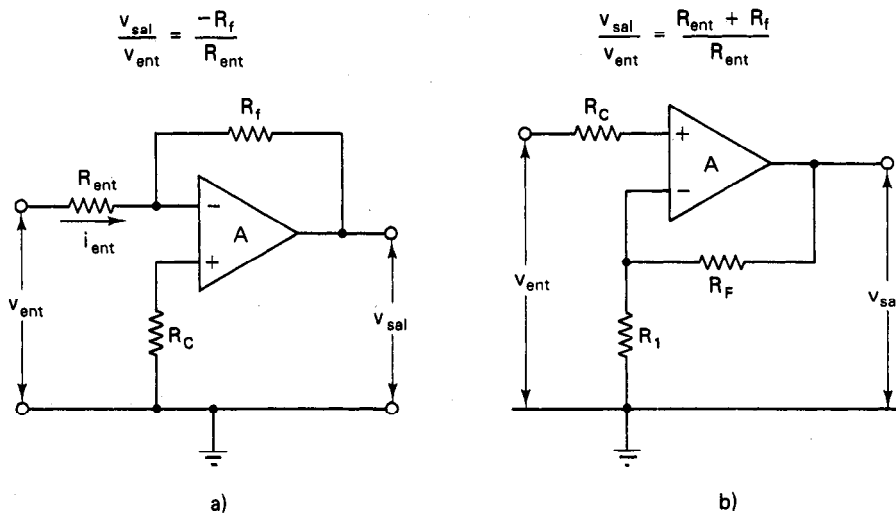 v_sal / v_ent = -R_f / R_ent
R_f
R_ent
i_ent
-
A
+
v_ent
R_C
v_sal
a)
v_sal / v_ent = R_ent + R_f / R_ent
R_C
+
A
-
v_ent
R_F
R_1
v_sa
b)